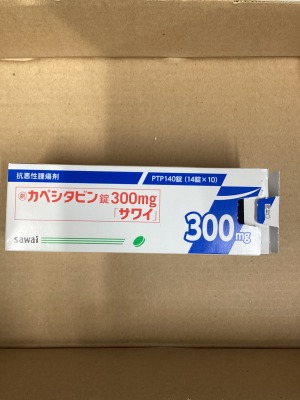 抗悪性腫瘍剤
PTP140錠(14錠×10)
劇 カペシタビン錠300mg
「サワイ」
sawai
300mg